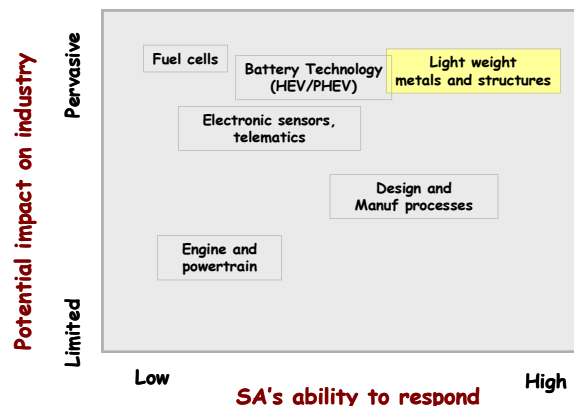 Potential impact on industry
Pervasive
Limited
Fuel cells
Battery Technology
(HEV/PHEV)
Light weight
metals and structures
Electronic sensors,
telematics
Design and
Manuf processes
Engine and
powertrain
Low
High
SA's ability to respond